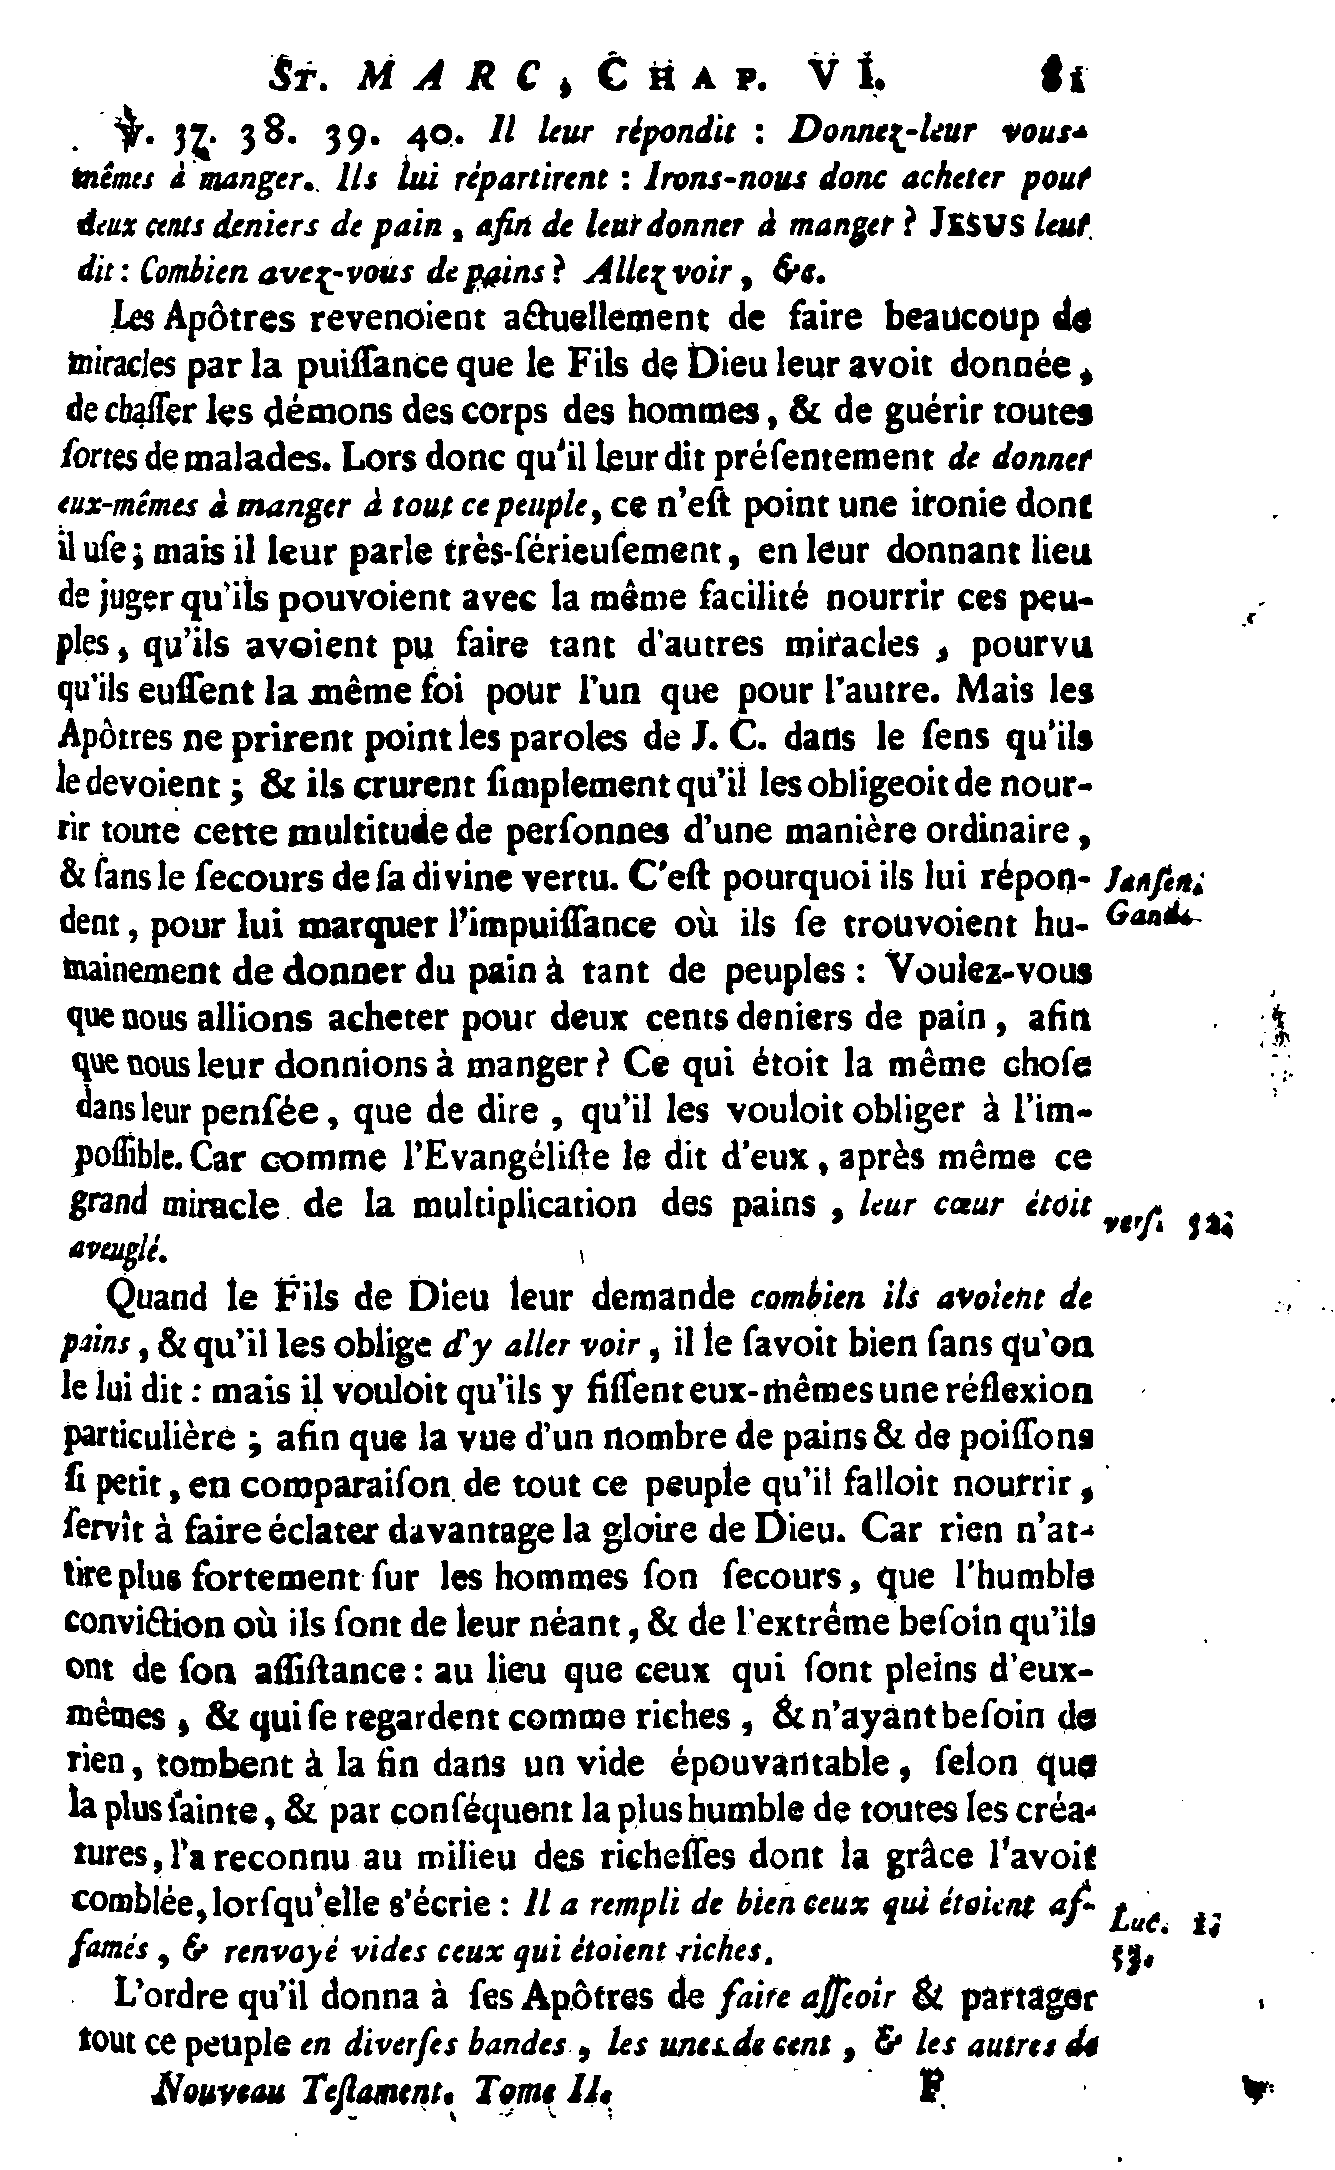 St. MARC, CHAP. VI. 81
℣. 37. 38. 39. 40. Il leur répondit : Donnez-leur vous-
mêmes à manger. Ils lui répartirent : Irons-nous donc acheter pour
deux cents deniers de pain, afin de leur donner à manger ? JESUS leur
dit : Combien avez-vous de pains ? Allez voir, &c.
Les Apôtres revenoient actuellement de faire beaucoup de
miracles par la puiſſance que le Fils de Dieu leur avoit donnée,
de chaſſer les démons des corps des hommes, & de guérir toutes
ſortes de malades. Lors donc qu'il leur dit préſentement de donner
eux-mêmes à manger à tout ce peuple, ce n'eſt point une ironie dont
il uſe ; mais il leur parle très-ſérieuſement, en leur donnant lieu
de juger qu'ils pouvoient avec la même facilité nourrir ces peu-
ples, qu'ils avoient pu faire tant d'autres miracles, pourvu
qu'ils euſſent la même foi pour l'un que pour l'autre. Mais les
Apôtres ne prirent point les paroles de J. C. dans le ſens qu'ils
le devoient ; & ils crurent ſimplement qu'il les obligeoit de nour-
rir toute cette multitude de perſonnes d'une manière ordinaire,
& ſans le ſecours de ſa divine vertu. C'eſt pourquoi ils lui répon-
Janſen.
dent, pour lui marquer l'impuiſſance où ils ſe trouvoient hu-
Gand.
mainement de donner du pain à tant de peuples : Voulez-vous
que nous allions acheter pour deux cents deniers de pain, afin
que nous leur donnions à manger ? Ce qui étoit la même choſe
dans leur penſée, que de dire, qu'il les vouloit obliger à l'im-
poſſible. Car comme l'Evangéliſte le dit d'eux, après même ce
grand miracle de la multiplication des pains, leur cœur étoit
verſ. 52.
aveuglé.
Quand le Fils de Dieu leur demande combien ils avoient de
pains, & qu'il les oblige d'y aller voir, il le ſavoit bien ſans qu'on
le lui dit : mais il vouloit qu'ils y fiſſent eux-mêmes une réflexion
particulière ; afin que la vue d'un nombre de pains & de poiſſons
ſi petit, en comparaiſon de tout ce peuple qu'il falloit nourrir,
ſervît à faire éclater davantage la gloire de Dieu. Car rien n'at-
tire plus fortement ſur les hommes ſon ſecours, que l'humble
conviction où ils ſont de leur néant, & de l'extrême beſoin qu'ils
ont de ſon aſſiſtance : au lieu que ceux qui ſont pleins d'eux-
mêmes, & qui ſe regardent comme riches, & n'ayant beſoin de
rien, tombent à la fin dans un vide épouvantable, ſelon que
la plus ſainte, & par conſéquent la plus humble de toutes les créa-
tures, l'a reconnu au milieu des richeſſes dont la grâce l'avoit
comblée, lorſqu'elle s'écrie : Il a rempli de bien ceux qui étoient af-
Luc. 1.
famés, & renvoyé vides ceux qui étoient riches.
53.
L'ordre qu'il donna à ſes Apôtres de faire aſſeoir & partager
tout ce peuple en diverſes bandes, les unes de cent, & les autres de
Nouveau Teſtament. Tome II. F